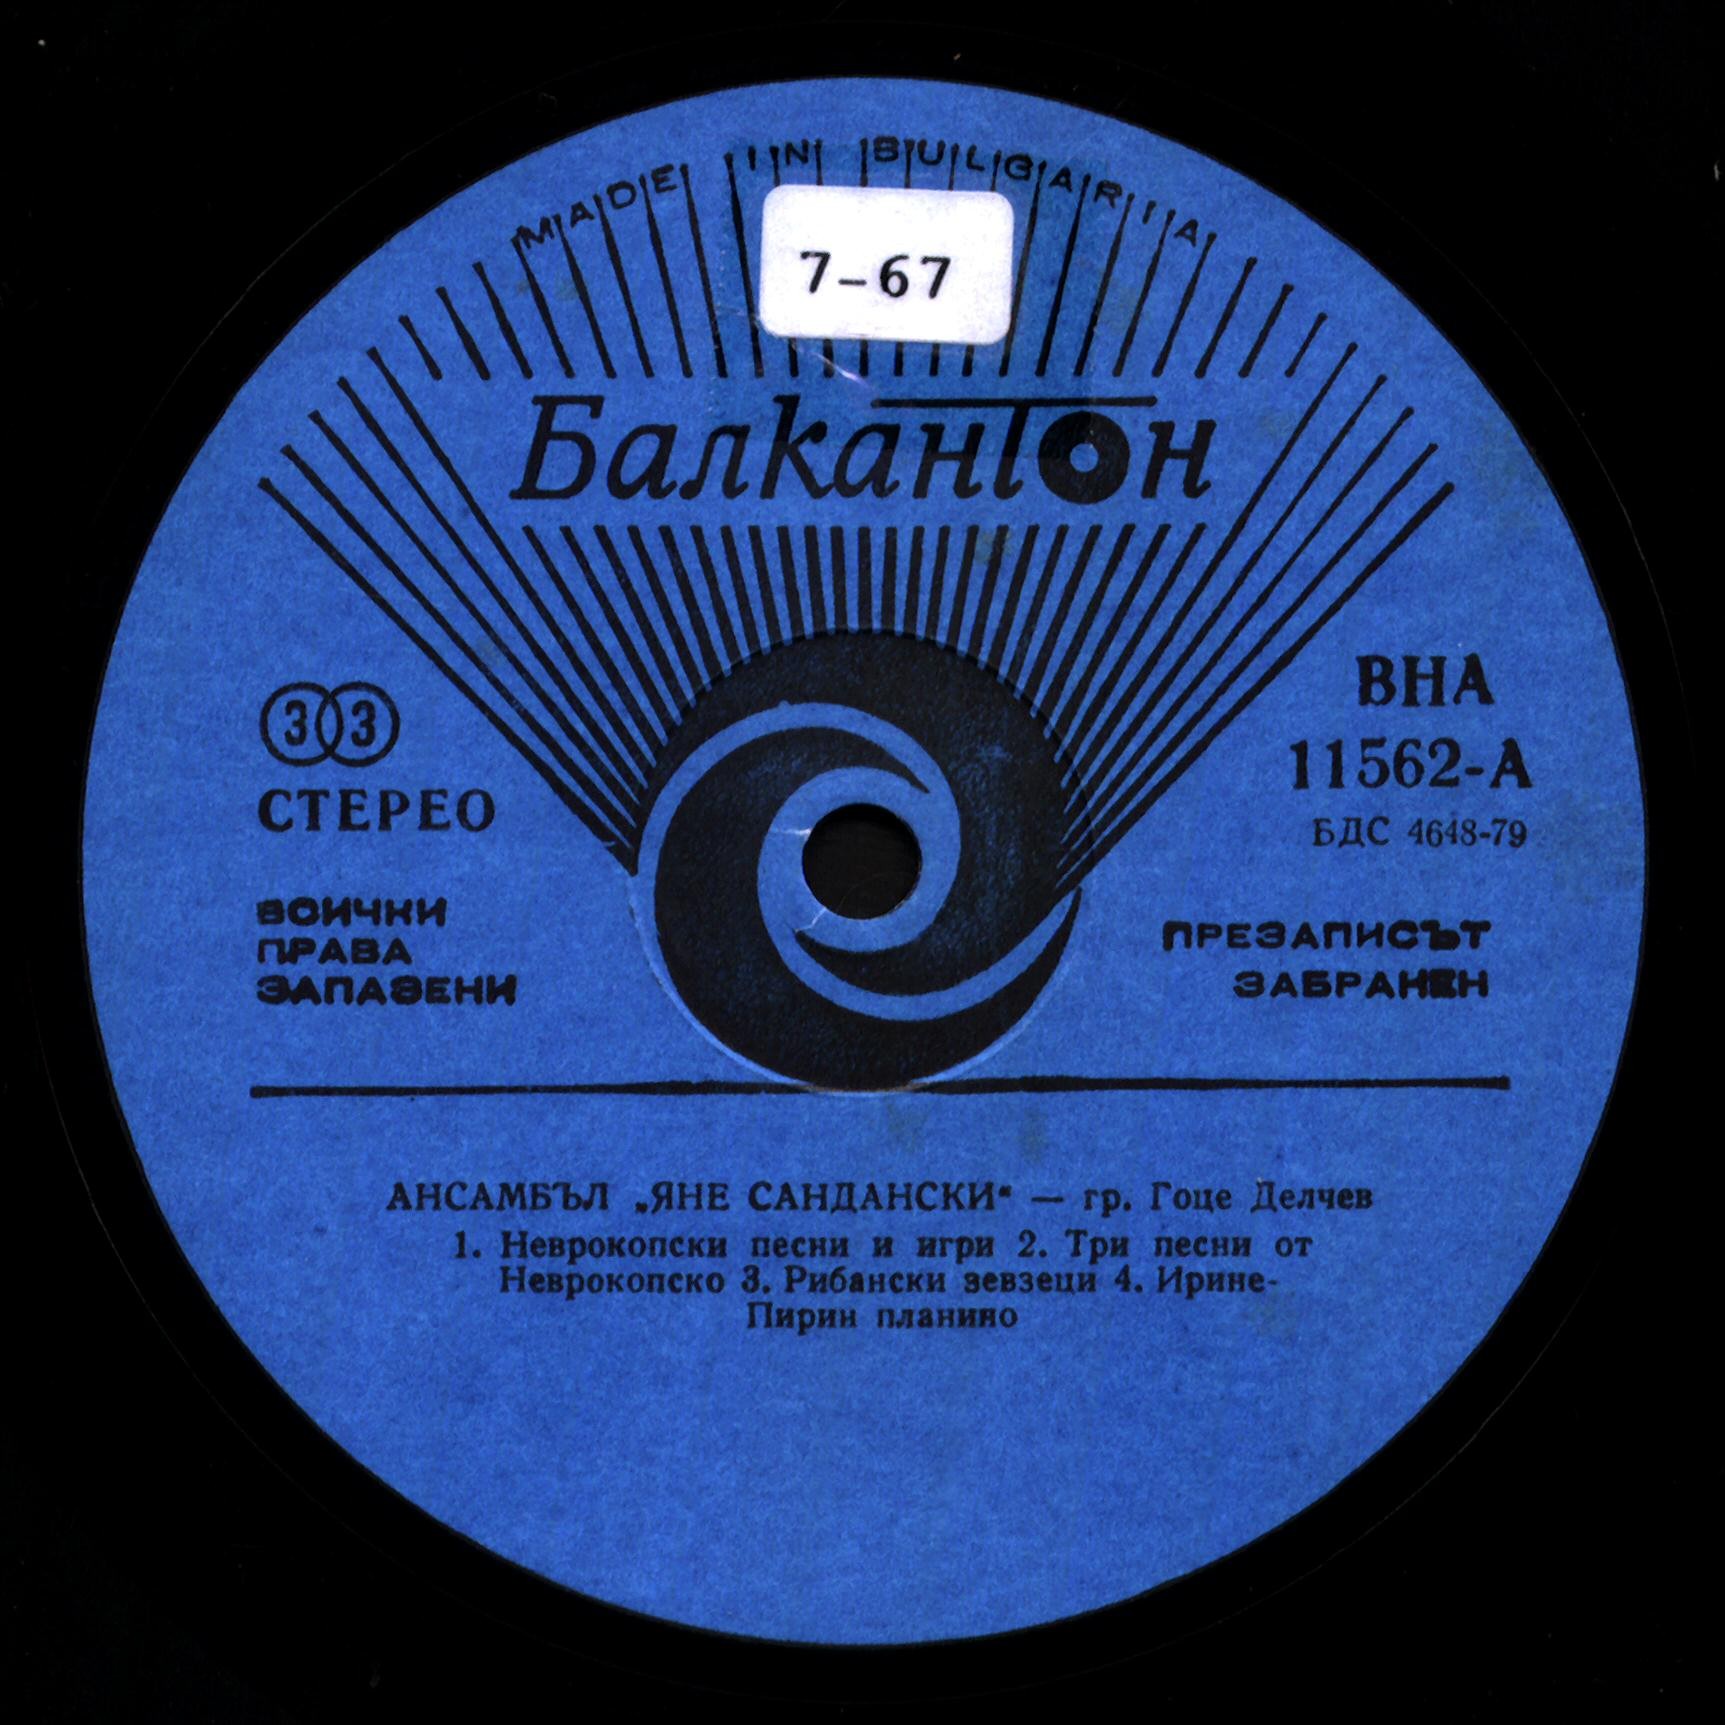 MADE IN BULGARIA
7-67
Балкантон
33
СТЕРЕО
ВСИЧКИ
ПРАВА
ЗАПАЗЕНИ
ВНА
11562-А
БДС 4648-79
ПРЕЗАПИСЪТ
ЗАБРАНЕН
АНСАМБЪЛ „ЯНЕ САНДАНСКИ“ — гр. Гоце Делчев
1. Неврокопски песни и игри 2. Три песни от
Неврокопско 3. Рибански зевзеци 4. Ирине-
Пирин планино